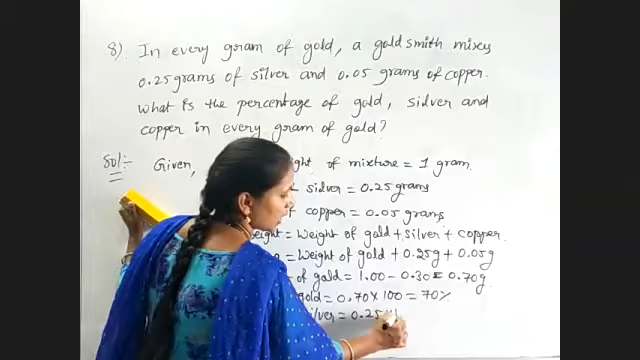 8). In every gram of gold, a goldsmith mixes
0.25 grams of silver and 0.05 grams of copper.
What is the percentage of gold, silver and
copper in every gram of gold?
Sol:- Given, ght of mixture = 1 gram.
silver = 0.25 grams
f copper = 0.05 grams
eight = Weight of gold + silver + copper.
= Weight of gold + 0.25g + 0.05g
of gold = 1.00 - 0.30 = 0.70g
gold = 0.70 × 100 = 70%
silver = 0.25 × 1